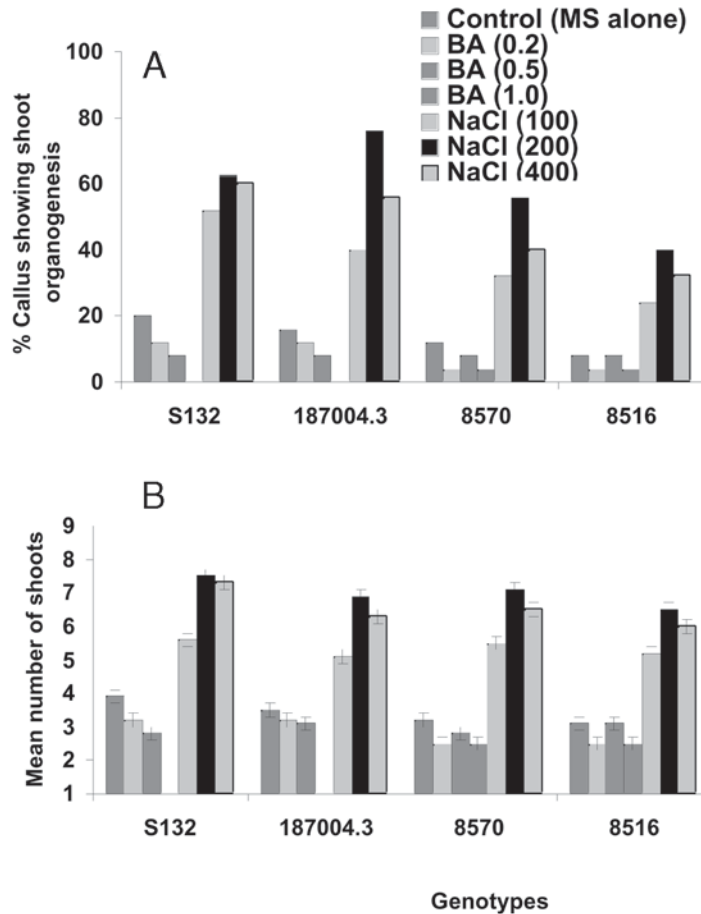 A
Control (MS alone)
BA (0.2)
BA (0.5)
BA (1.0)
NaCl (100)
NaCl (200)
NaCl (400)
% Callus showing shoot
organogenesis
100
80
60
40
20
0
S132 187004.3 8570 8516
B
Mean number of shoots
9
8
7
6
5
4
3
2
1
S132 187004.3 8570 8516
Genotypes